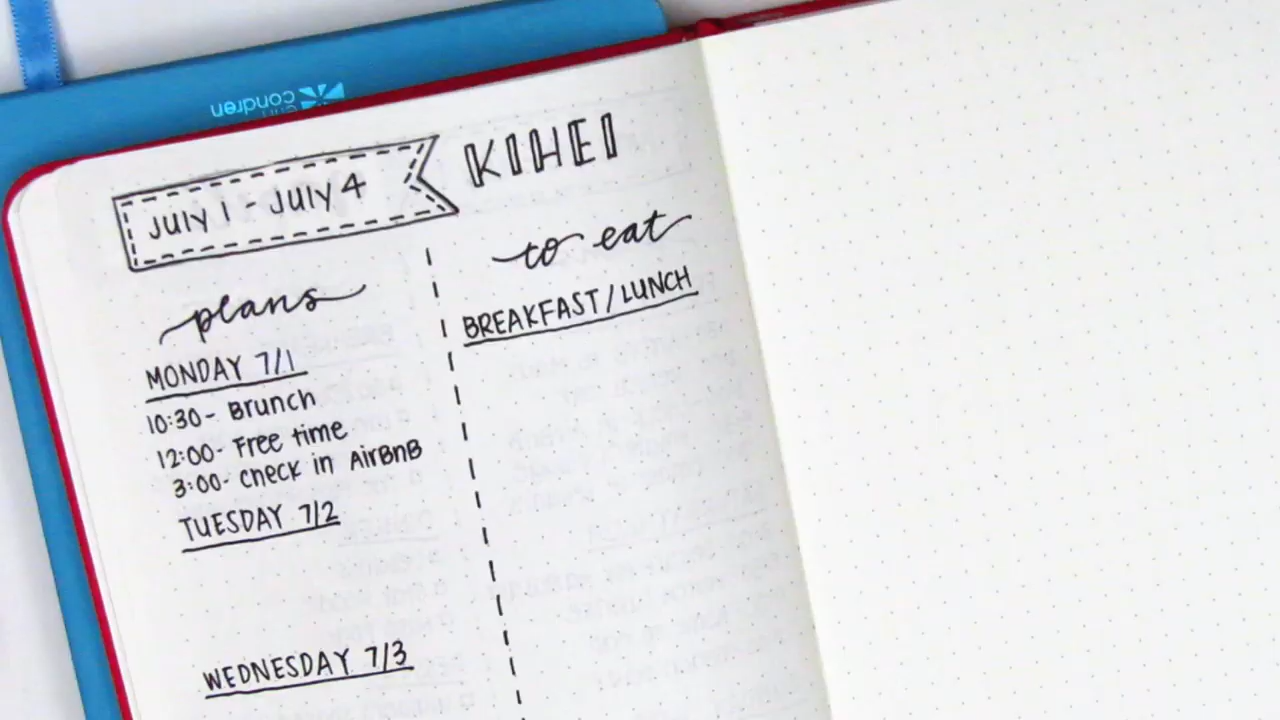 condren
JULY 1 - JULY 4
KIHEI
plans
MONDAY 7/1
10:30- Brunch
12:00- Free time
3:00- Check in AirBnB
TUESDAY 7/2
WEDNESDAY 7/3
to eat
BREAKFAST/LUNCH